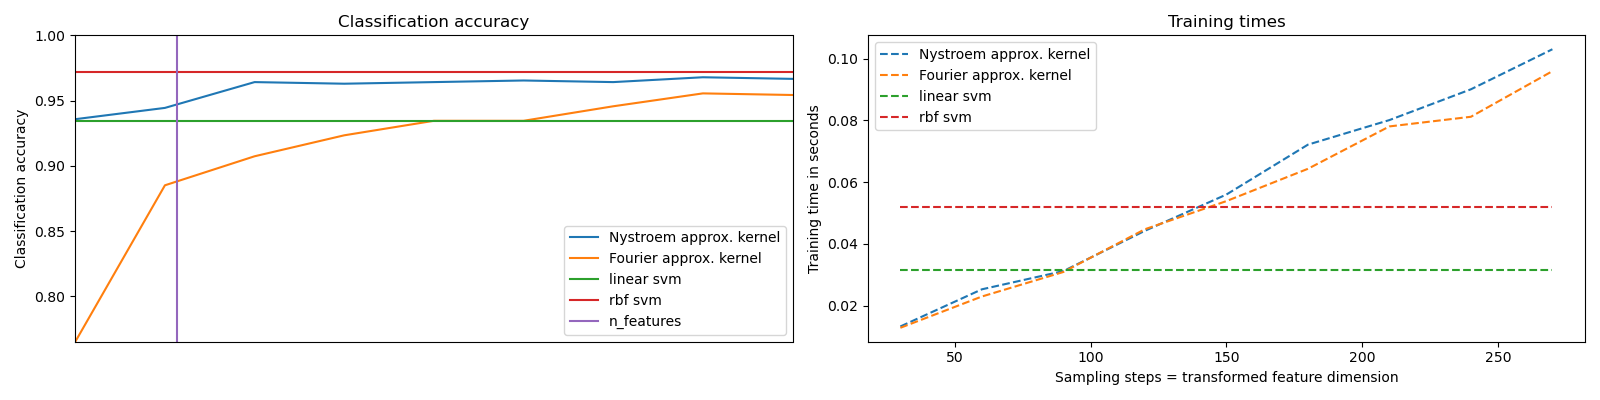 Classification accuracy
Classification accuracy
1.00
0.95
0.90
0.85
0.80
Nystroem approx. kernel
Fourier approx. kernel
linear svm
rbf svm
n_features
Training times
Training time in seconds
0.10
0.08
0.06
0.04
0.02
Nystroem approx. kernel
Fourier approx. kernel
linear svm
rbf svm
50 100 150 200 250
Sampling steps = transformed feature dimension